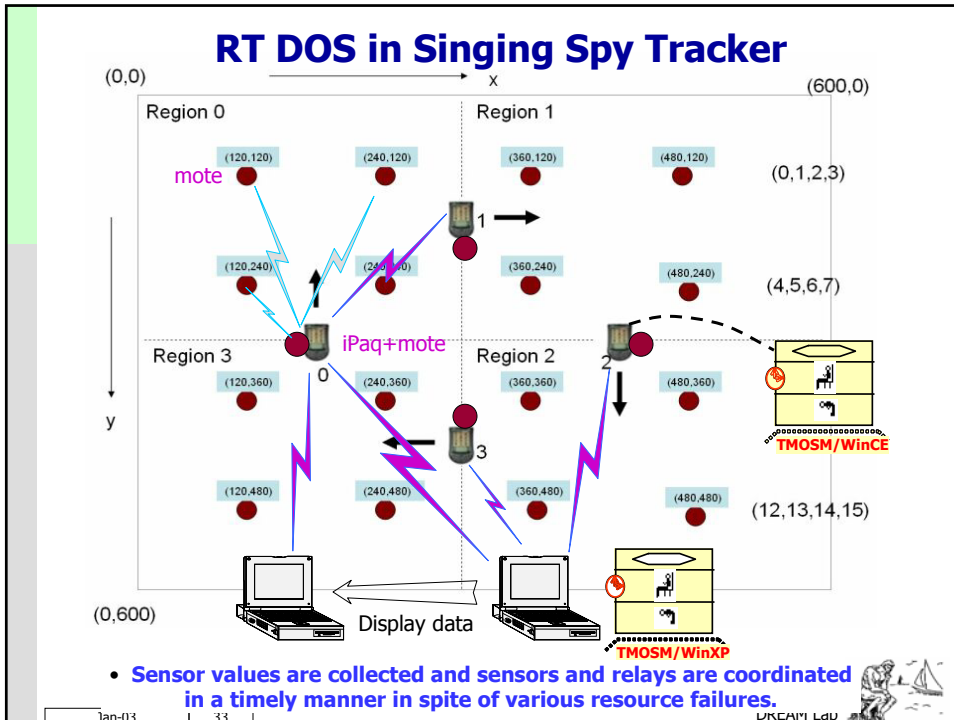 RT DOS in Singing Spy Tracker
(0,0)
x
(600,0)
Region 0
Region 1
(120,120)
(240,120)
(360,120)
(480,120)
(0,1,2,3)
mote
1
(120,240)
(360,240)
(480,240)
(4,5,6,7)
iPaq+mote
Region 3
0
Region 2
2
y
(120,360)
(240,360)
(360,360)
(480,360)
3
TMOSM/WinCE
(120,480)
(240,480)
(360,480)
(480,480)
(12,13,14,15)
(0,600)
Display data
TMOSM/WinXP
• Sensor values are collected and sensors and relays are coordinated
in a timely manner in spite of various resource failures.
Jan-03
33
DREAM Lab